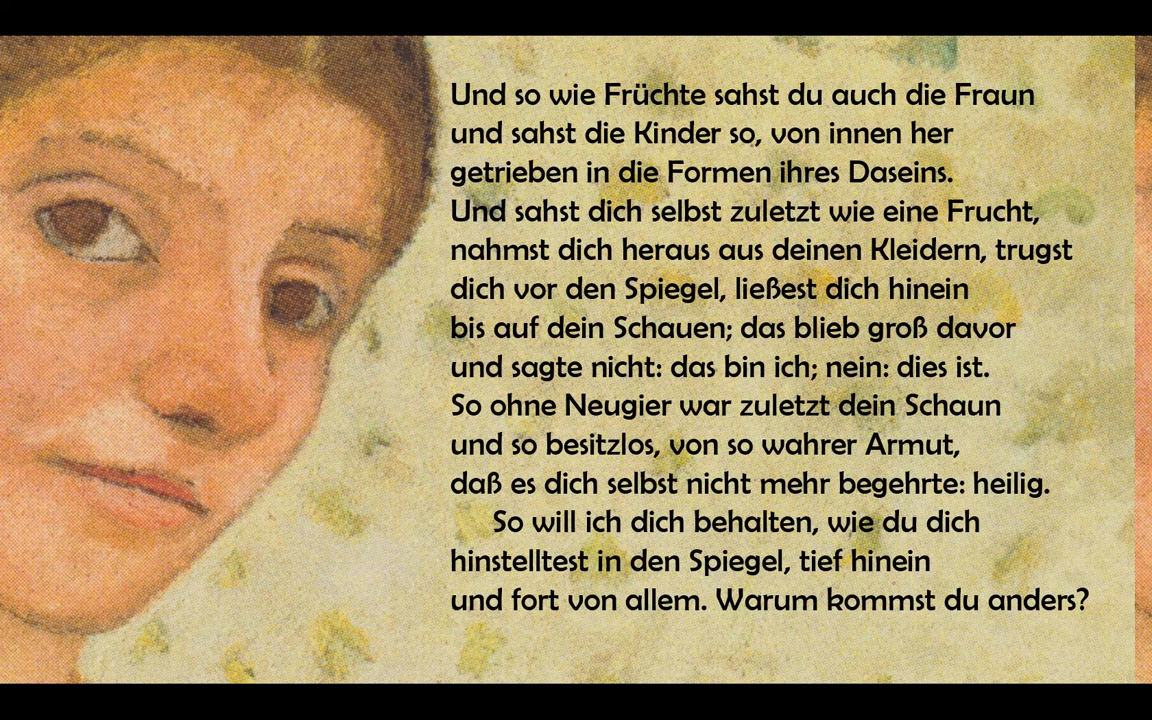 Und so wie Früchte sahst du auch die Fraun
und sahst die Kinder so, von innen her
getrieben in die Formen ihres Daseins.
Und sahst dich selbst zuletzt wie eine Frucht,
nahmst dich heraus aus deinen Kleidern, trugst
dich vor den Spiegel, ließest dich hinein
bis auf dein Schauen; das blieb groß davor
und sagte nicht: das bin ich; nein: dies ist.
So ohne Neugier war zuletzt dein Schaun
und so besitzlos, von so wahrer Armut,
daß es dich selbst nicht mehr begehrte: heilig.
So will ich dich behalten, wie du dich
hinstelltest in den Spiegel, tief hinein
und fort von allem. Warum kommst du anders?